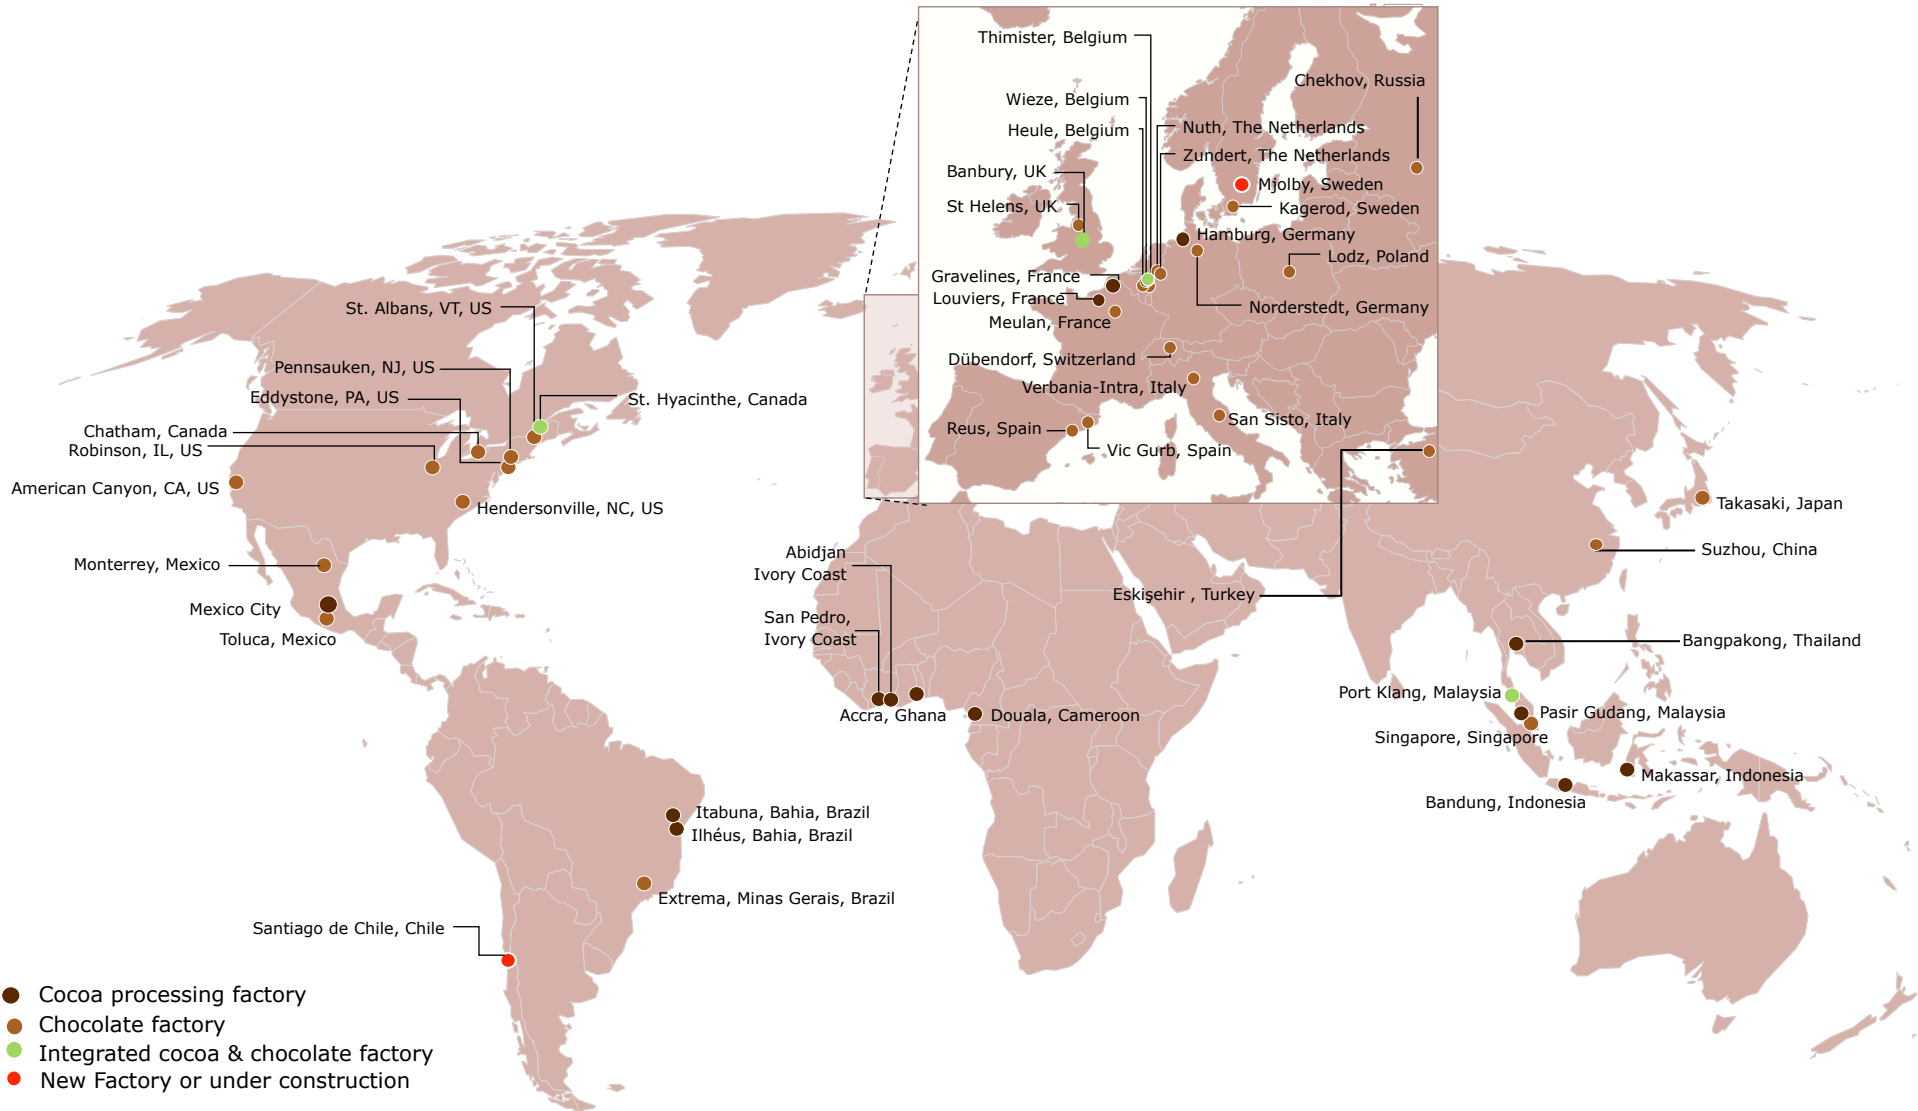 Thimister, Belgium
Chekhov, Russia
Wieze, Belgium
Heule, Belgium
Nuth, The Netherlands
Zundert, The Netherlands
Banbury, UK
Mjolby, Sweden
St Helens, UK
Kagerod, Sweden
Hamburg, Germany
Lodz, Poland
Gravelines, France
Louviers, France
Norderstedt, Germany
Meulan, France
Dübendorf, Switzerland
Verbania-Intra, Italy
San Sisto, Italy
Reus, Spain
Vic Gurb, Spain
St. Albans, VT, US
Pennsauken, NJ, US
Eddystone, PA, US
St. Hyacinthe, Canada
Chatham, Canada
Robinson, IL, US
American Canyon, CA, US
Hendersonville, NC, US
Takasaki, Japan
Suzhou, China
Monterrey, Mexico
Abidjan
Ivory Coast
Eskişehir , Turkey
Mexico City
San Pedro,
Ivory Coast
Toluca, Mexico
Bangpakong, Thailand
Port Klang, Malaysia
Accra, Ghana
Douala, Cameroon
Pasir Gudang, Malaysia
Singapore, Singapore
Makassar, Indonesia
Bandung, Indonesia
Itabuna, Bahia, Brazil
Ilhéus, Bahia, Brazil
Extrema, Minas Gerais, Brazil
Santiago de Chile, Chile
Cocoa processing factory
Chocolate factory
Integrated cocoa & chocolate factory
New Factory or under construction